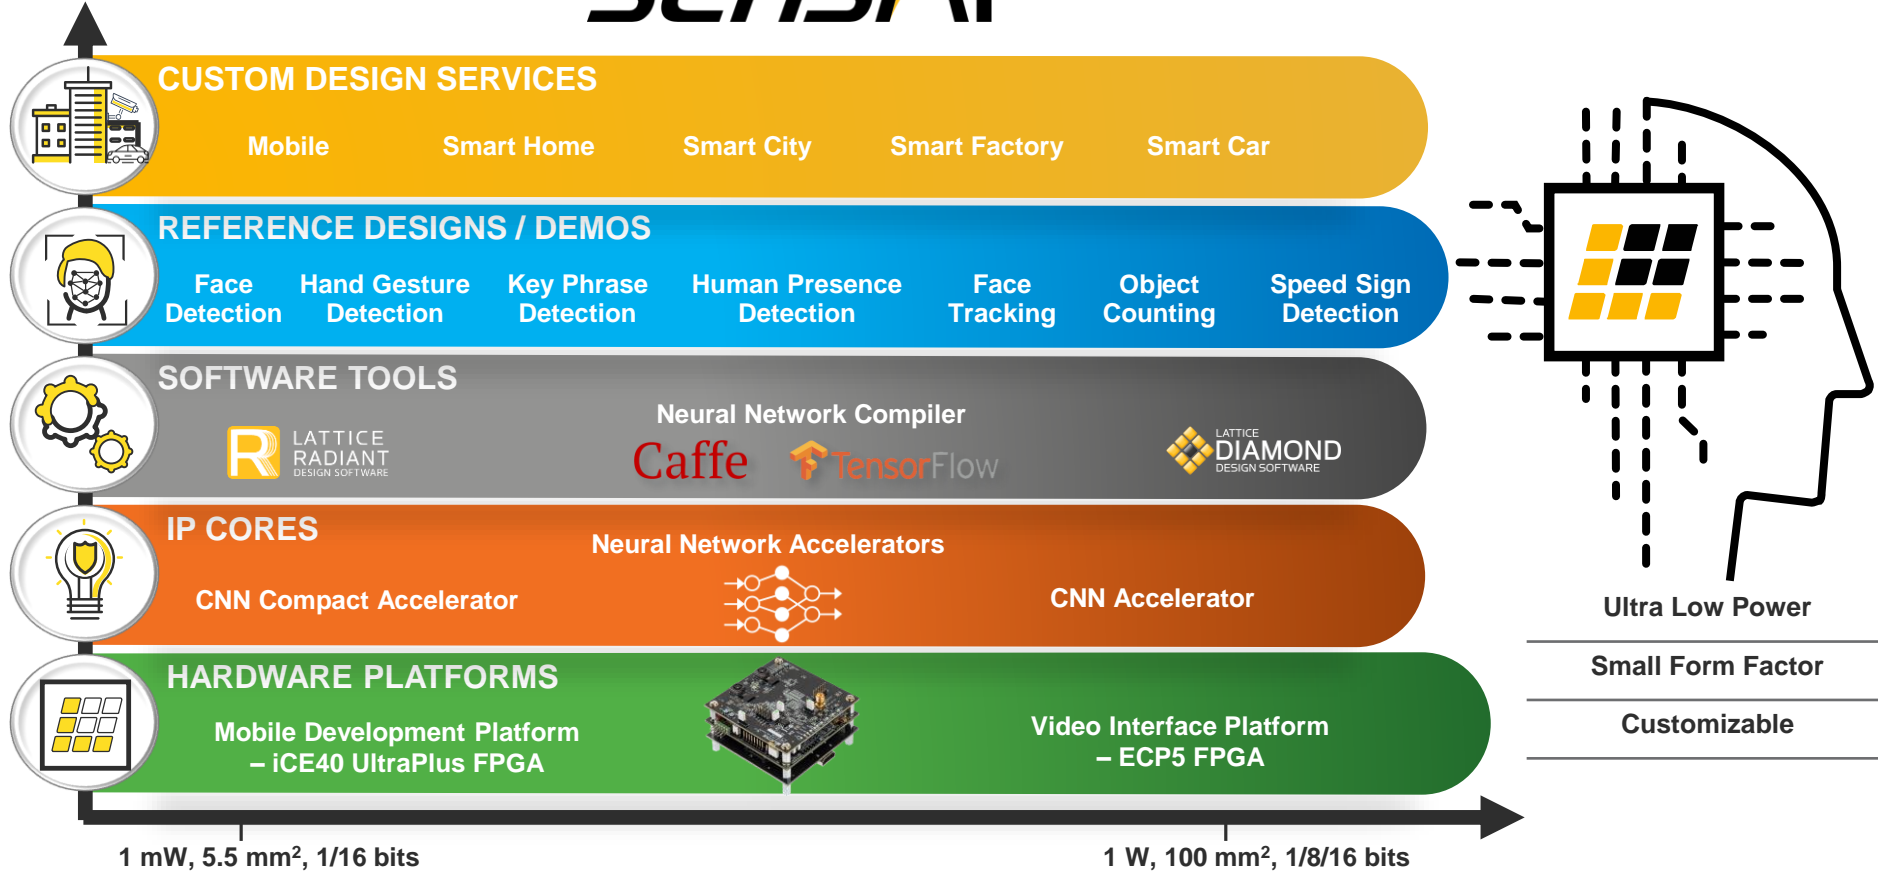 CUSTOM DESIGN SERVICES
Mobile
Smart Home
Smart City
Smart Factory
Smart Car
REFERENCE DESIGNS / DEMOS
Face
Detection
Hand Gesture
Detection
Key Phrase
Detection
Human Presence
Detection
Face
Tracking
Object
Counting
Speed Sign
Detection
SOFTWARE TOOLS
R
LATTICE
RADIANT
DESIGN SOFTWARE
Neural Network Compiler
Caffe
TensorFlow
LATTICE
DIAMOND
DESIGN SOFTWARE
IP CORES
Neural Network Accelerators
CNN Compact Accelerator
CNN Accelerator
HARDWARE PLATFORMS
Mobile Development Platform
– iCE40 UltraPlus FPGA
Video Interface Platform
– ECP5 FPGA
1 mW, 5.5 mm², 1/16 bits
1 W, 100 mm², 1/8/16 bits
Ultra Low Power
Small Form Factor
Customizable